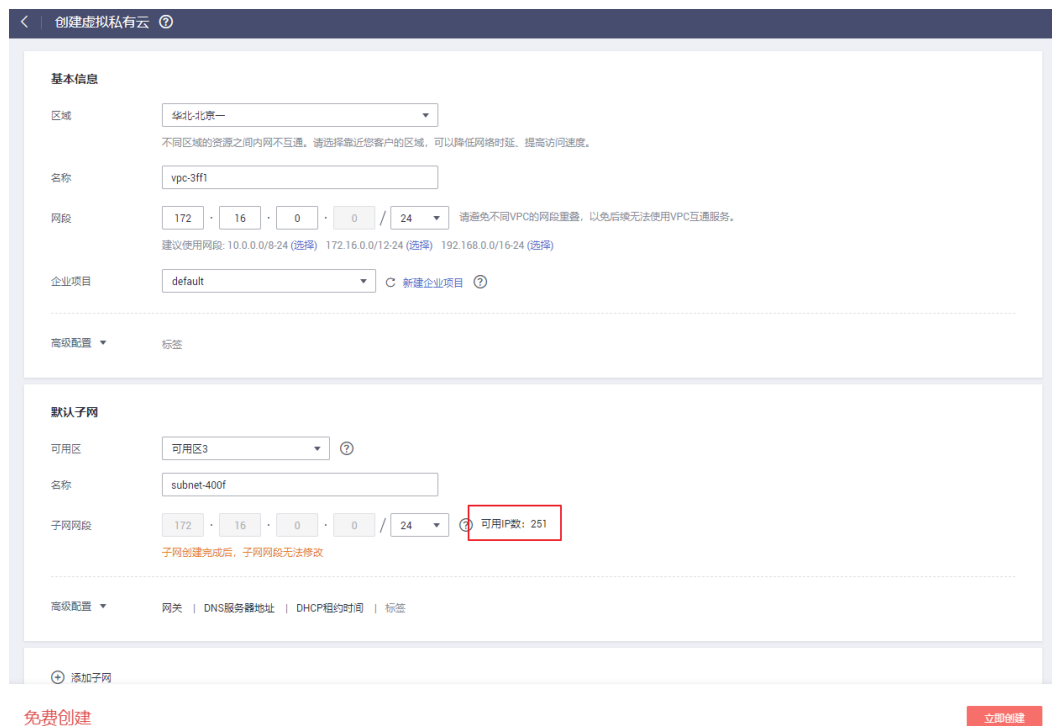 创建虚拟私有云 ?
基本信息
区域 华北-北京一
不同区域的资源之间内网不互通。请选择靠近您客户的区域，可以降低网络时延、提高访问速度。
名称 vpc-3ff1
网段 172 · 16 · 0 · 0 / 24 请避免不同VPC的网段重叠，以免后续无法使用VPC互通服务。
建议使用网段: 10.0.0.0/8-24 (选择) 172.16.0.0/12-24 (选择) 192.168.0.0/16-24 (选择)
企业项目 default C 新建企业项目 ?
高级配置 标签
默认子网
可用区 可用区3 ?
名称 subnet-400f
子网网段 172 · 16 · 0 · 0 / 24 ? 可用IP数：251
子网创建完成后，子网网段无法修改
高级配置 网关 | DNS服务器地址 | DHCP租约时间 | 标签
添加子网
免费创建 立即创建